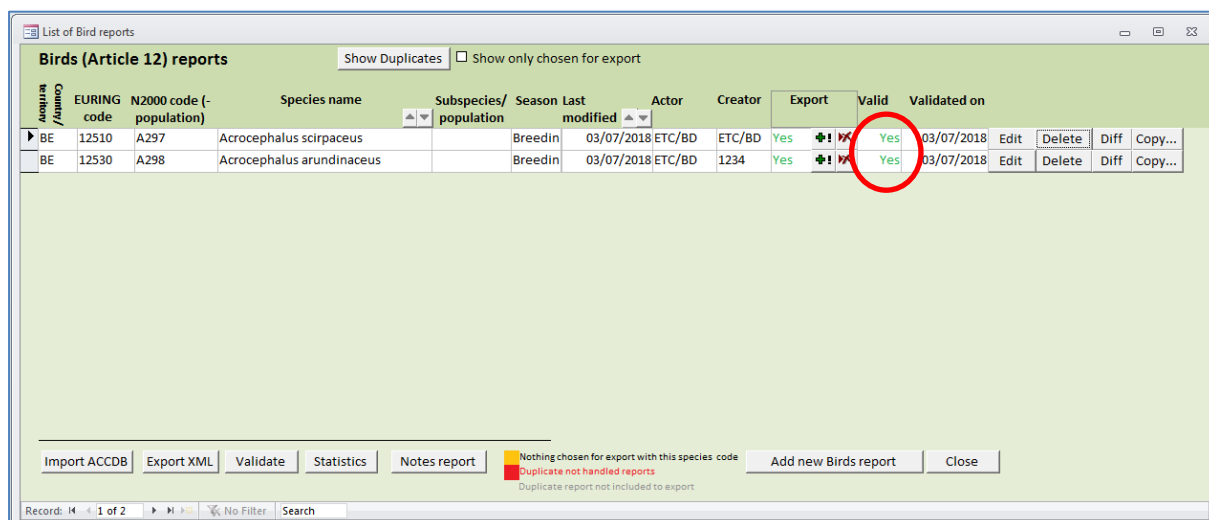 List of Bird reports
Birds (Article 12) reports Show Duplicates Show only chosen for export
Country/
territory
EURING code N2000 code (-population) Species name Subspecies/ population Season Last modified Actor Creator Export Valid Validated on
BE 12510 A297 Acrocephalus scirpaceus Breedin 03/07/2018 ETC/BD ETC/BD Yes Yes 03/07/2018 Edit Delete Diff Copy...
BE 12530 A298 Acrocephalus arundinaceus Breedin 03/07/2018 ETC/BD 1234 Yes Yes 03/07/2018 Edit Delete Diff Copy...
Import ACCDB Export XML Validate Statistics Notes report
Nothing chosen for export with this species code
Duplicate not handled reports
Duplicate report not included to export
Add new Birds report Close
Record: 1 of 2 No Filter Search